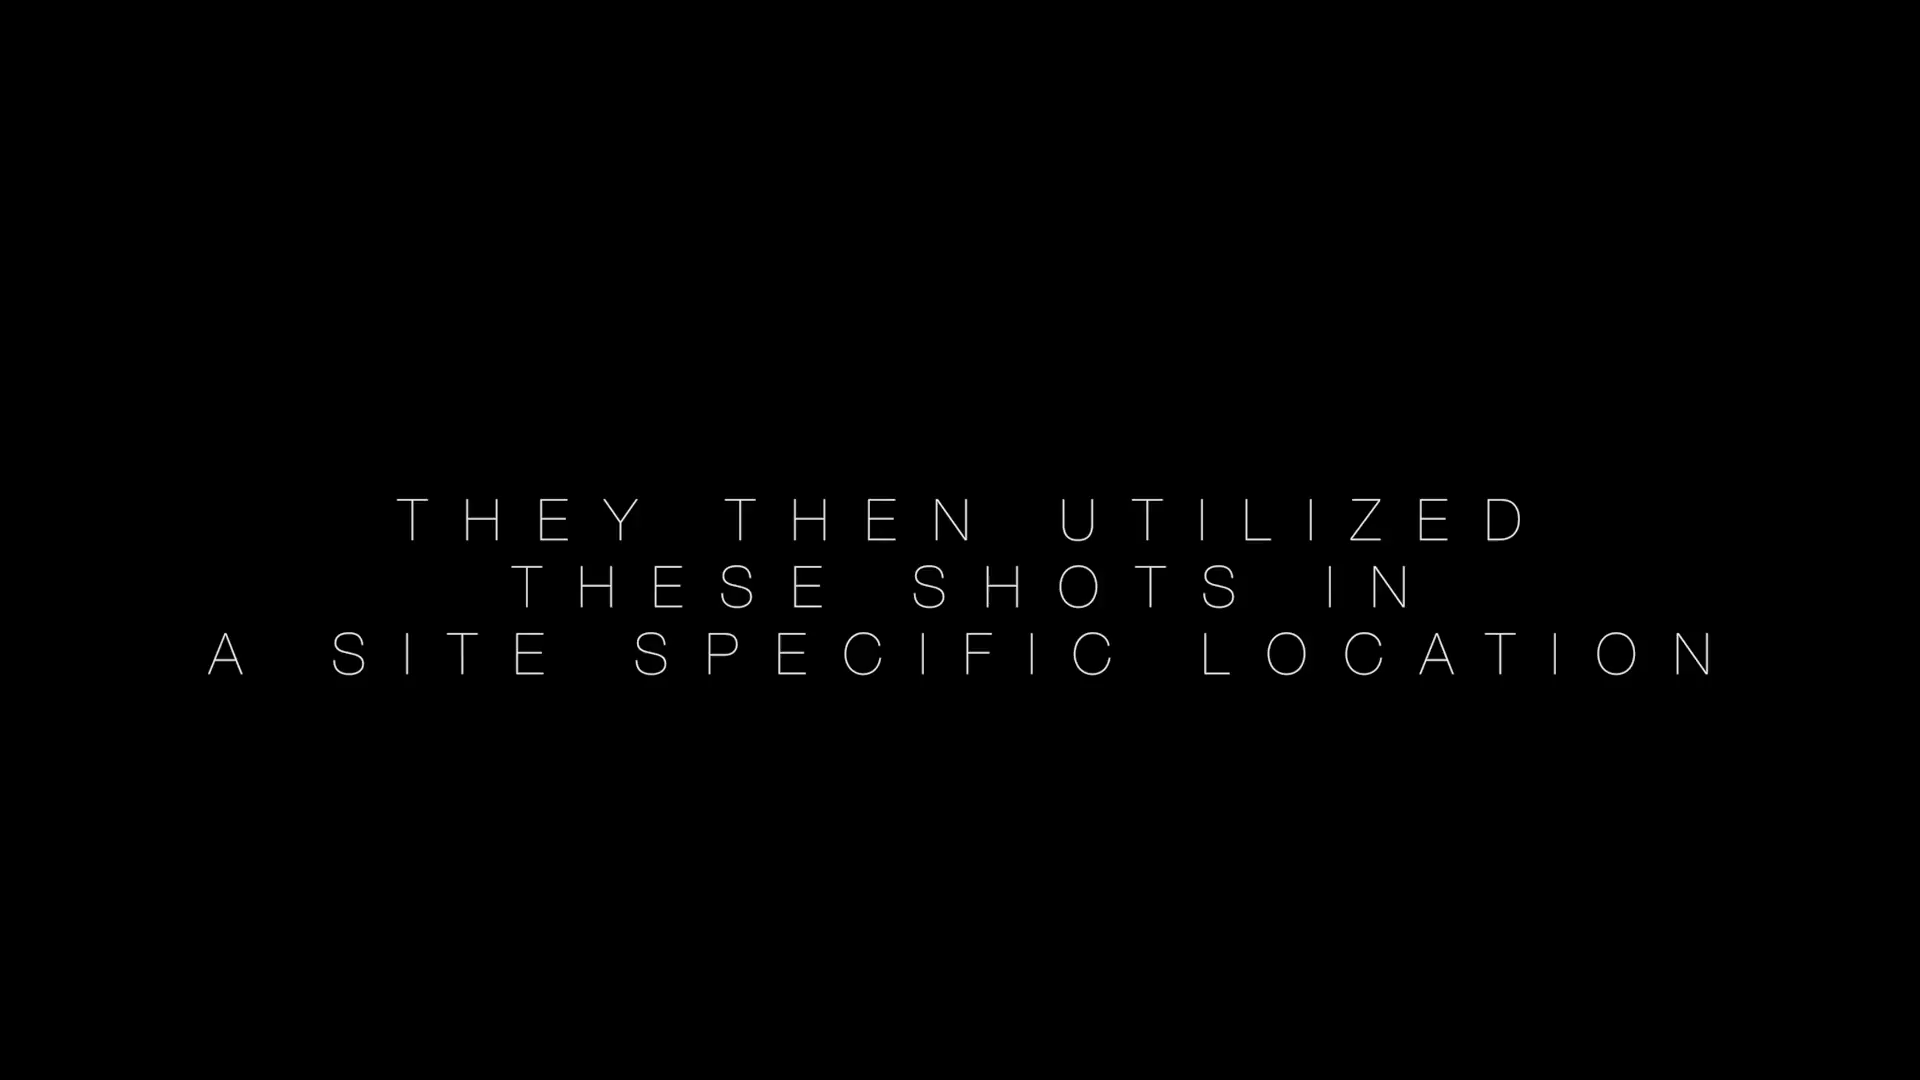 THEY THEN UTILIZED
THESE SHOTS IN
A SITE SPECIFIC LOCATION